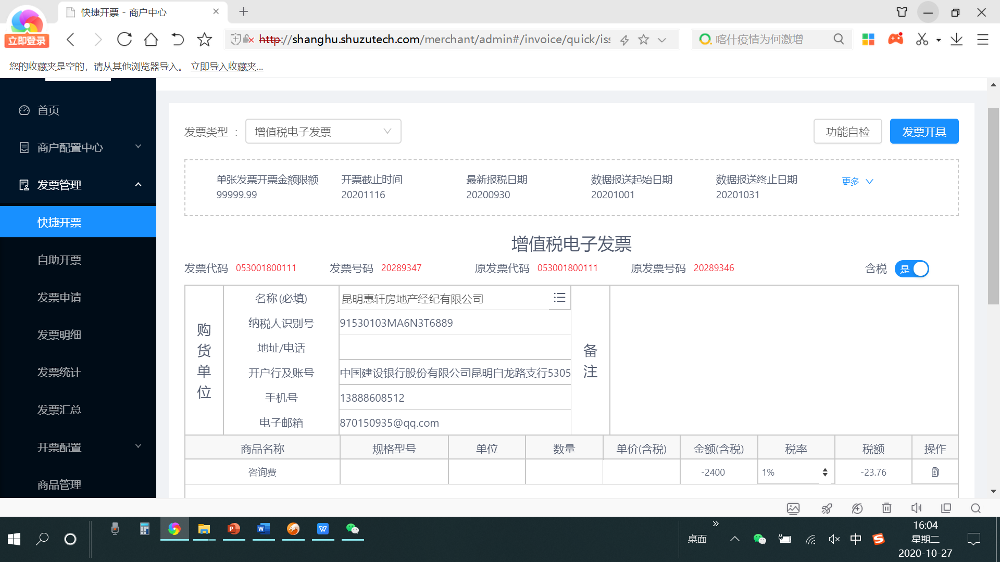 快捷开票 - 商户中心
立即登录
http://shanghu.shuzutech.com/merchant/admin#/invoice/quick/iss
喀什疫情为何激增
您的收藏夹是空的，请从其他浏览器导入。 立即导入收藏夹...
首页
商户配置中心
发票管理
快捷开票
自助开票
发票申请
发票明细
发票统计
发票汇总
开票配置
商品管理
发票类型 : 增值税电子发票
功能自检 发票开具
单张发票开票金额限额 开票截止时间 最新报税日期 数据报送起始日期 数据报送终止日期 更多
99999.99 20201116 20200930 20201001 20201031
增值税电子发票
发票代码 053001800111 发票号码 20289347 原发票代码 053001800111 原发票号码 20289346 含税 是
购货单位
名称(必填) 昆明惠轩房地产经纪有限公司
纳税人识别号 91530103MA6N3T6889
地址/电话
开户行及账号 中国建设银行股份有限公司昆明白龙路支行5305
手机号 13888608512
电子邮箱 870150935@qq.com
备注
商品名称 规格型号 单位 数量 单价(含税) 金额(含税) 税率 税额 操作
咨询费 -2400 1% -23.76
桌面
中
16:04
星期二
2020-10-27